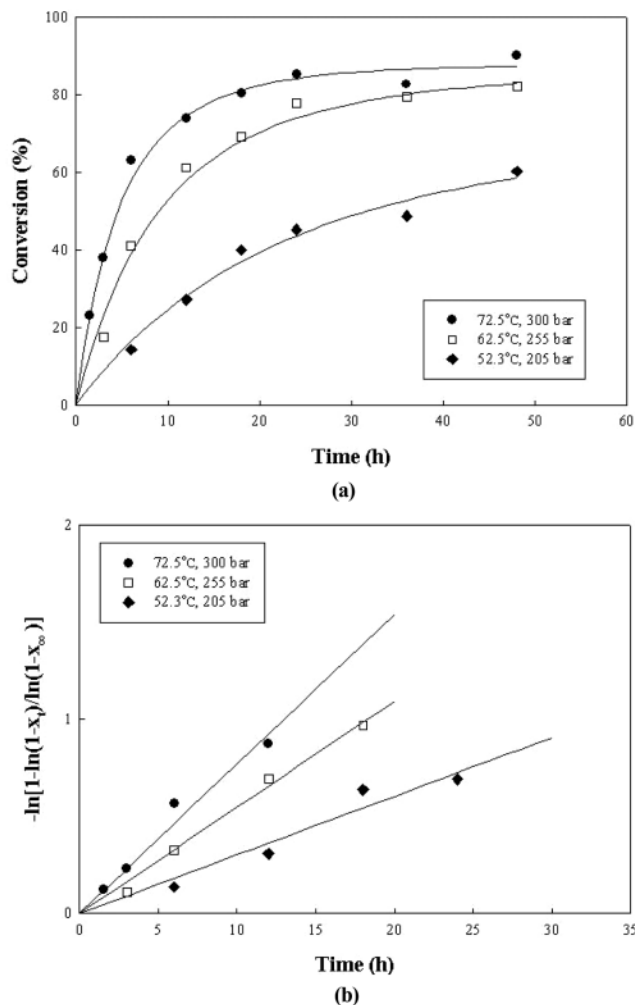 100
80
60
40
20
0
Conversion (%)
72.5°C, 300 bar
62.5°C, 255 bar
52.3°C, 205 bar
0 10 20 30 40 50 60
Time (h)
(a)
2
1
0
-ln[1-ln(1-x_t)/ln(1-x_∞)]
72.5°C, 300 bar
62.5°C, 255 bar
52.3°C, 205 bar
0 5 10 15 20 25 30 35
Time (h)
(b)